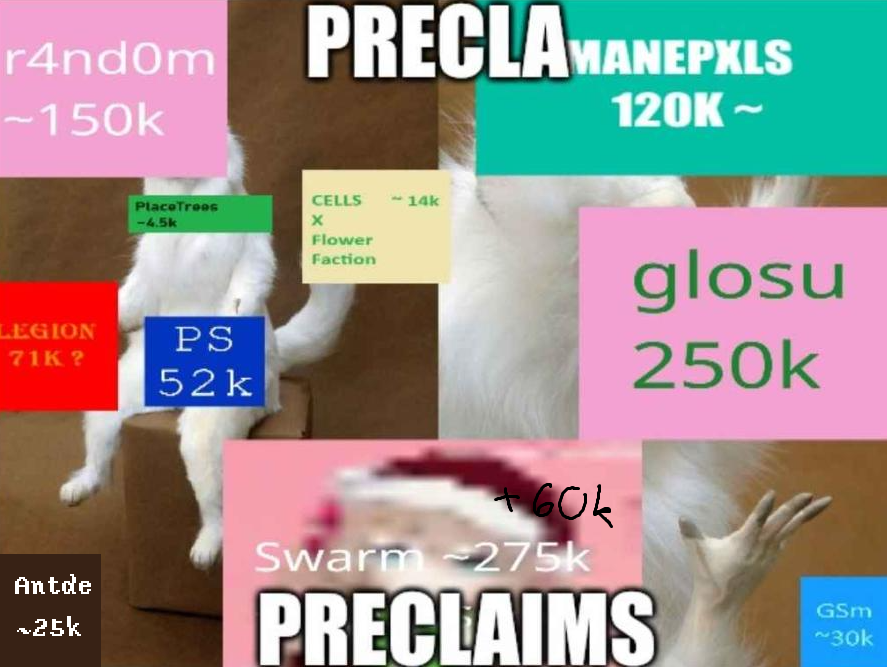 r4nd0m
~150k
PRECLA
MANEPXLS
120K ~
PlaceTrees
~4.5k
CELLS ~ 14k
X
Flower
Faction
glosu
250k
LEGION
71K ?
PS
52k
+60k
Swarm ~275k
PRECLAIMS
Antde
~25k
GSm
~30k